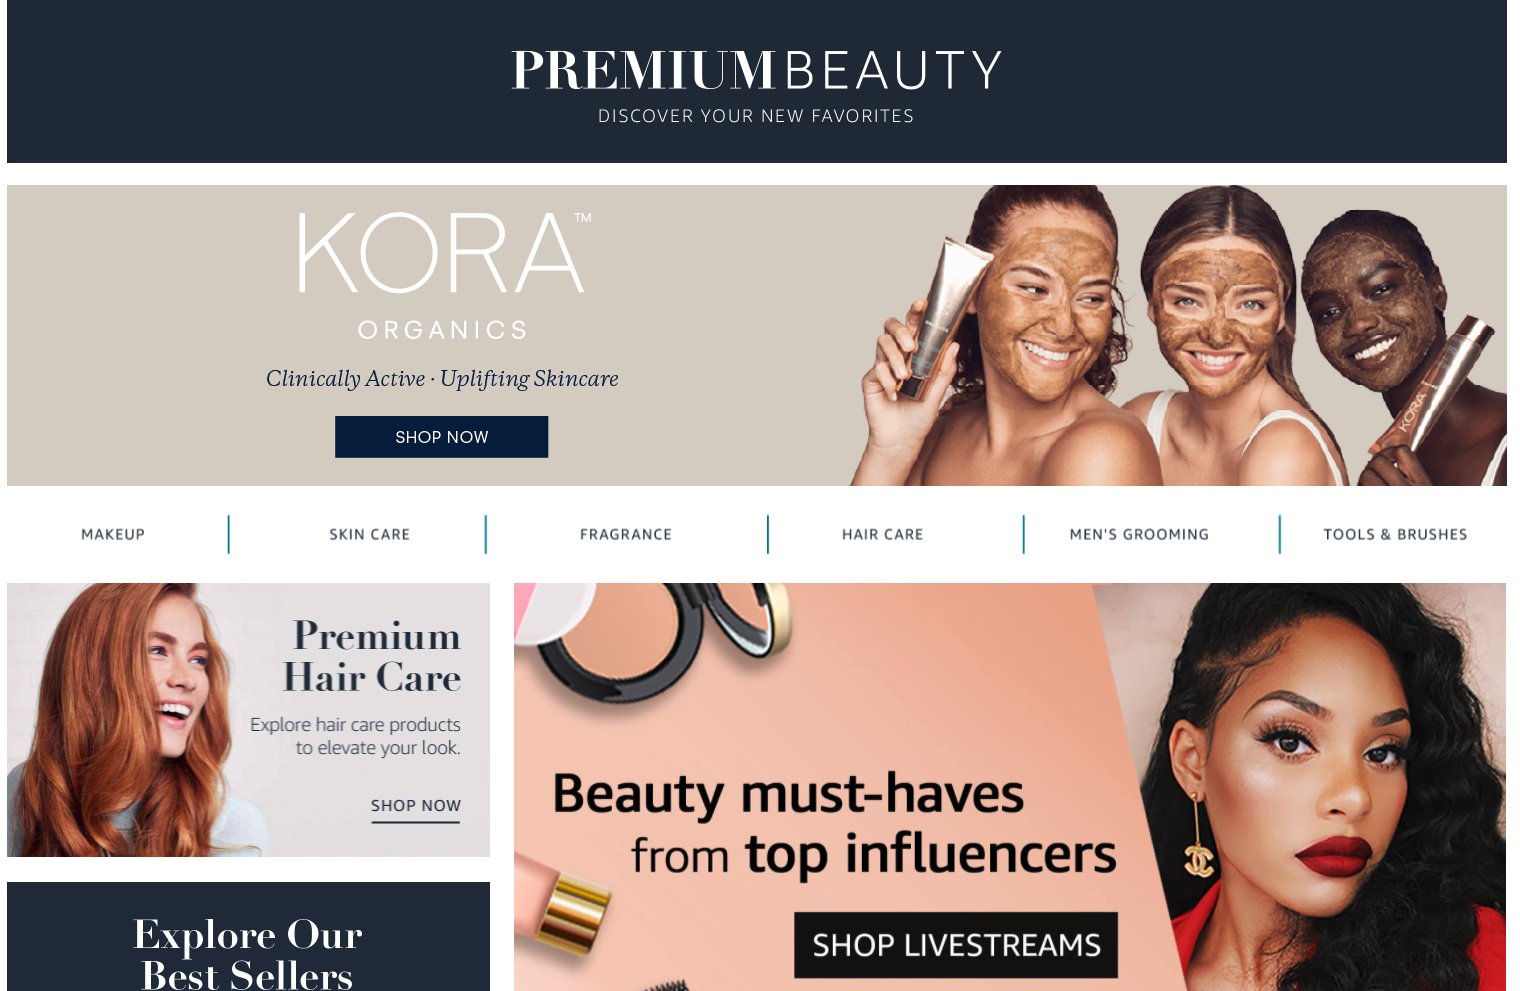 PREMIUM BEAUTY
DISCOVER YOUR NEW FAVORITES
KORA™
ORGANICS
Clinically Active · Uplifting Skincare
SHOP NOW
KORA
MAKEUP
SKIN CARE
FRAGRANCE
HAIR CARE
MEN'S GROOMING
TOOLS & BRUSHES
Premium
Hair Care
Explore hair care products
to elevate your look.
SHOP NOW
Explore Our
Best Sellers
Beauty must-haves
from top influencers
SHOP LIVESTREAMS